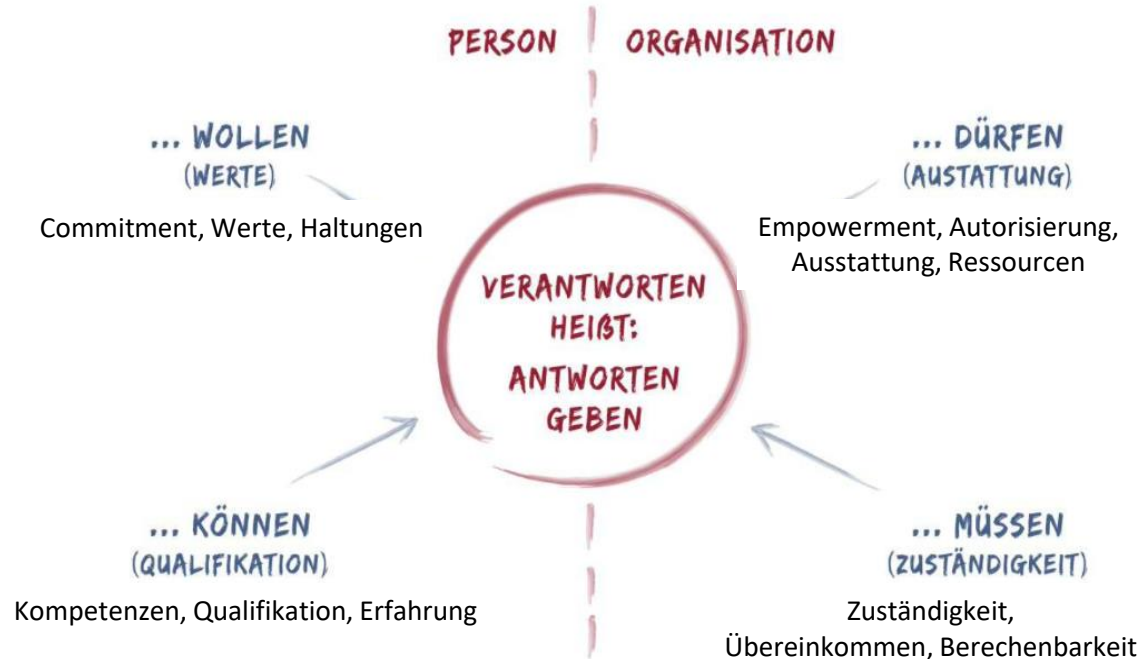 PERSON
ORGANISATION
... WOLLEN
(WERTE)
Commitment, Werte, Haltungen
... DÜRFEN
(AUSTATTUNG)
Empowerment, Autorisierung,
Ausstattung, Ressourcen
VERANTWORTEN
HEIßT:
ANTWORTEN
GEBEN
... KÖNNEN
(QUALIFIKATION)
Kompetenzen, Qualifikation, Erfahrung
... MÜSSEN
(ZUSTÄNDIGKEIT)
Zuständigkeit,
Übereinkommen, Berechenbarkeit